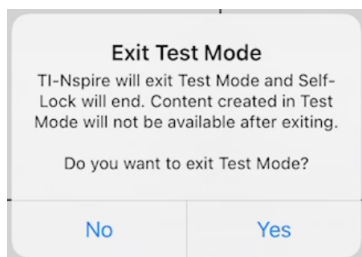 Exit Test Mode
TI-Nspire will exit Test Mode and Self-
Lock will end. Content created in Test
Mode will not be available after exiting.
Do you want to exit Test Mode?
No
Yes